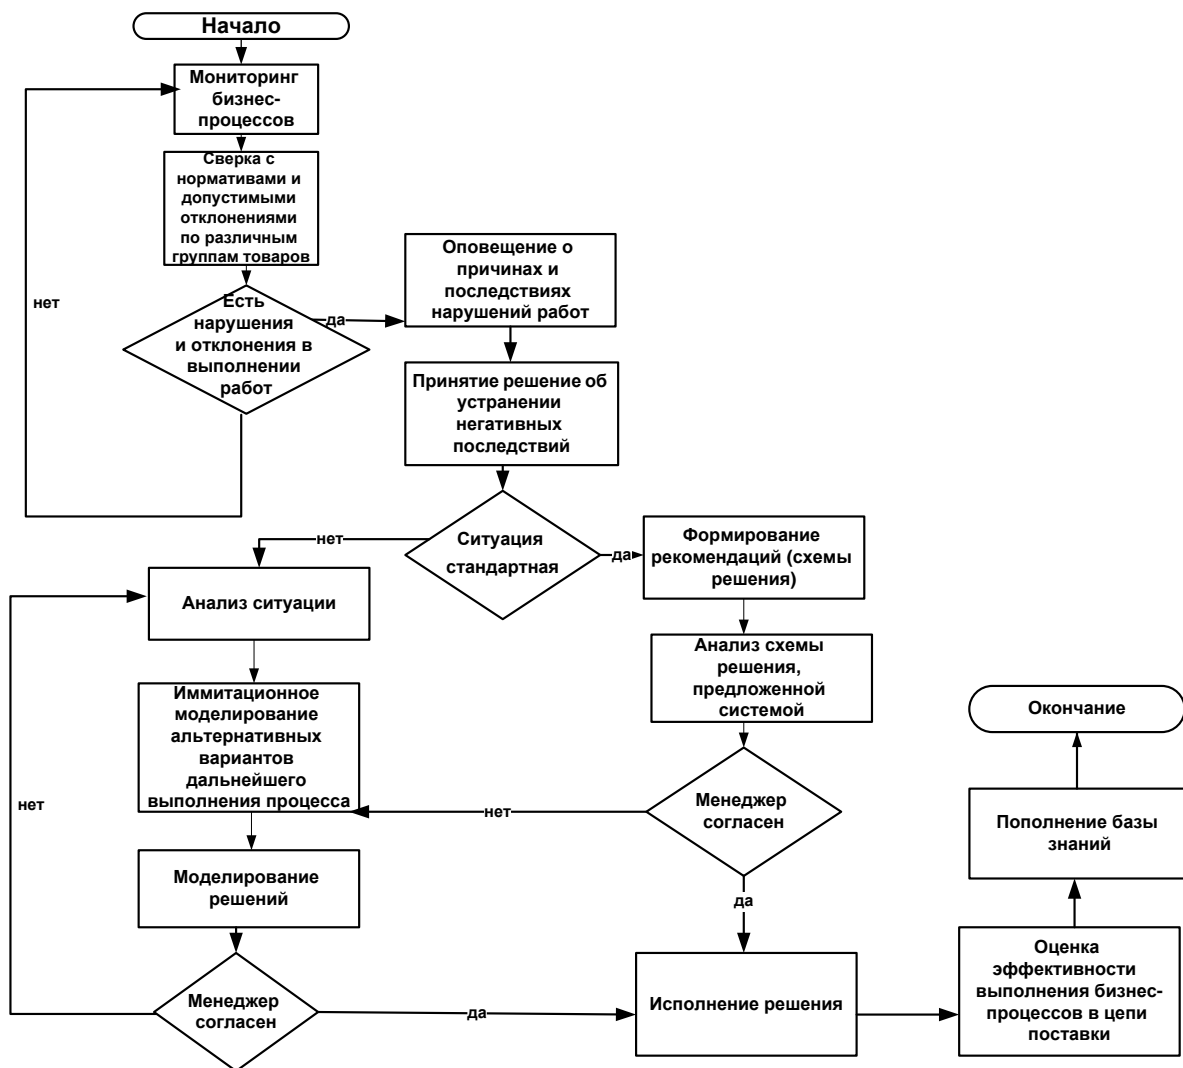 Начало
Мониторинг
бизнес-
процессов
Сверка с
нормативами и
допустимыми
отклонениями
по различным
группам товаров
Есть
нарушения
и отклонения в
выполнении
работ
нет
да
Оповещение о
причинах и
последствиях
нарушений работ
Принятие решение об
устранении
негативных
последствий
Ситуация
стандартная
нет
да
Формирование
рекомендаций (схемы
решения)
Анализ ситуации
Анализ схемы
решения,
предложенной
системой
Иммитационное
моделирование
альтернативных
вариантов
дальнейшего
выполнения процесса
Менеджер
согласен
нет
да
нет
Моделирование
решений
Менеджер
согласен
да
Исполнение решения
Оценка
эффективности
выполнения бизнес-
процессов в цепи
поставки
Пополнение базы
знаний
Окончание